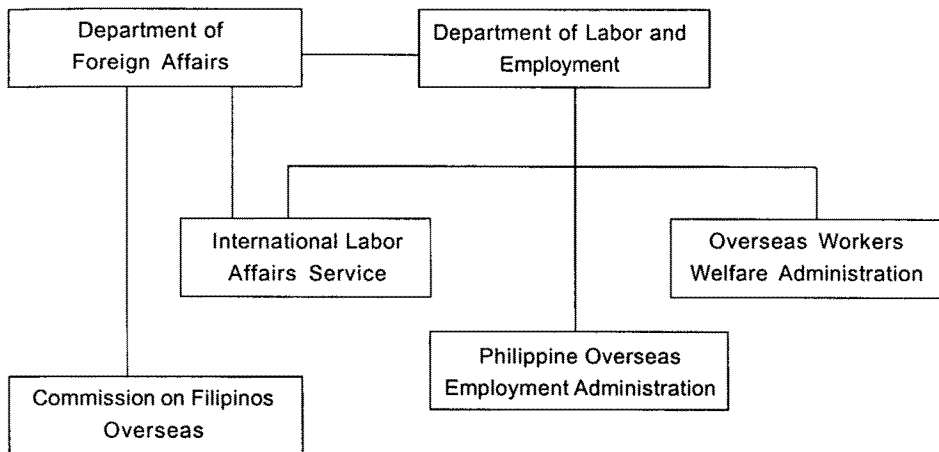 Department of
Foreign Affairs
Department of Labor and
Employment
International Labor
Affairs Service
Overseas Workers
Welfare Administration
Philippine Overseas
Employment Administration
Commission on Filipinos
Overseas